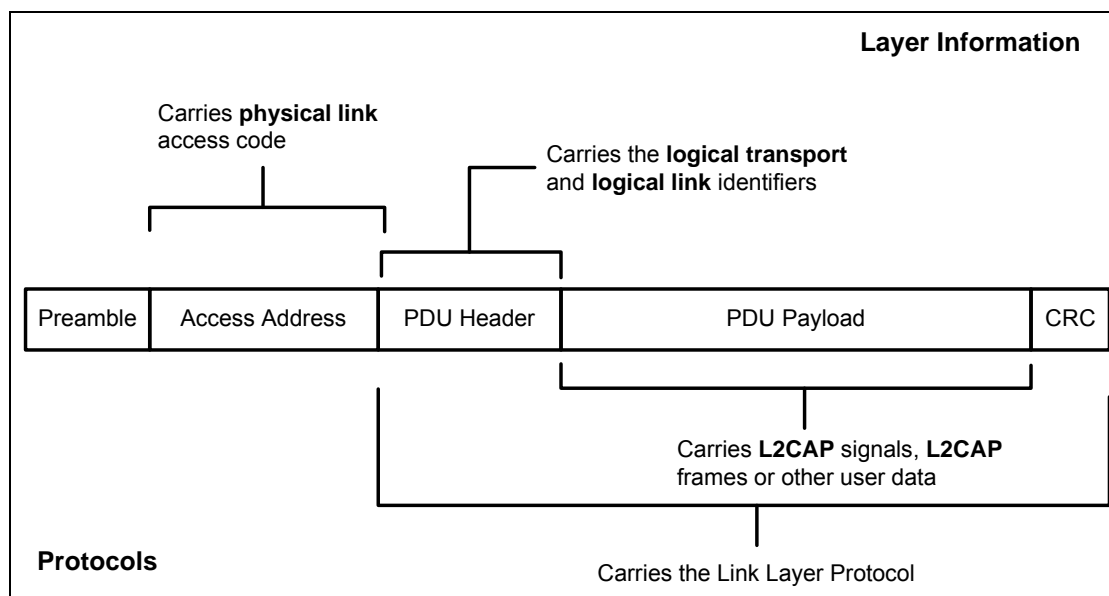 Layer Information
Carries physical link
access code
Carries the logical transport
and logical link identifiers
Preamble
Access Address
PDU Header
PDU Payload
CRC
Carries L2CAP signals, L2CAP
frames or other user data
Protocols
Carries the Link Layer Protocol